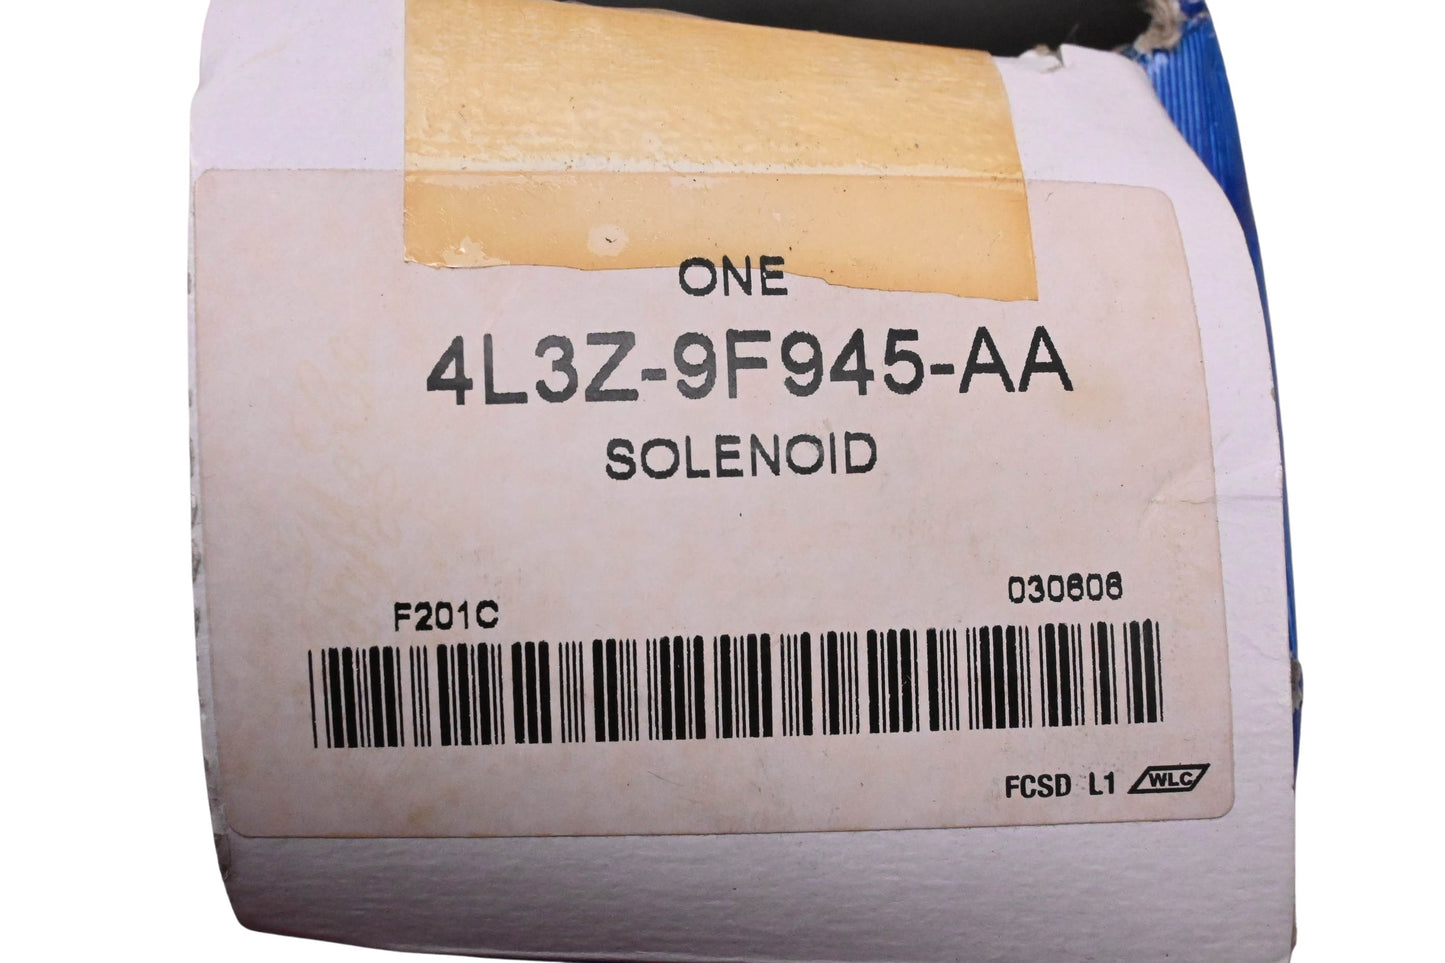 ONE
4L3Z-9F945-AA
SOLENOID
F201C 030606
FCSD L1 WLC